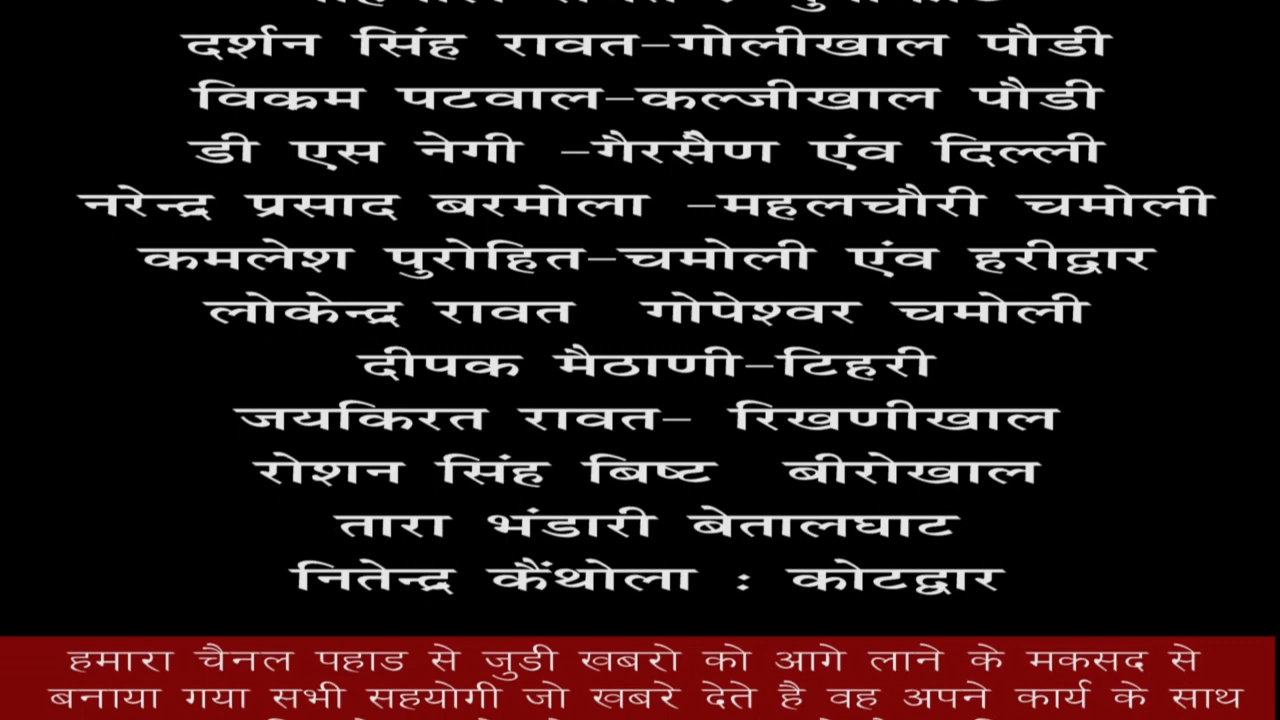 दर्शन सिंह रावत-गोलीखाल पौडी
विक्रम पटवाल-कल्जीखाल पौडी
डी एस नेगी -गैरसैण एंव दिल्ली
नरेन्द्र प्रसाद बरमोला -महलचौरी चमोली
कमलेश पुरोहित-चमोली एंव हरीद्वार
लोकेन्द्र रावत गोपेश्वर चमोली
दीपक मैठाणी-टिहरी
जयकिरत रावत- रिखणीखाल
रोशन सिंह बिष्ट बीरोखाल
तारा भंडारी बेतालघाट
नितेन्द्र कैंथोला : कोटद्वार
हमारा चैनल पहाड से जुडी खबरो को आगे लाने के मकसद से
बनाया गया सभी सहयोगी जो खबरे देते है वह अपने कार्य के साथ